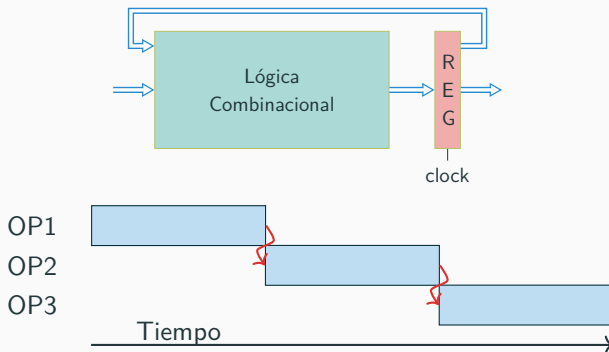 Lógica
Combinacional
R
E
G
clock
OP1
OP2
OP3
Tiempo